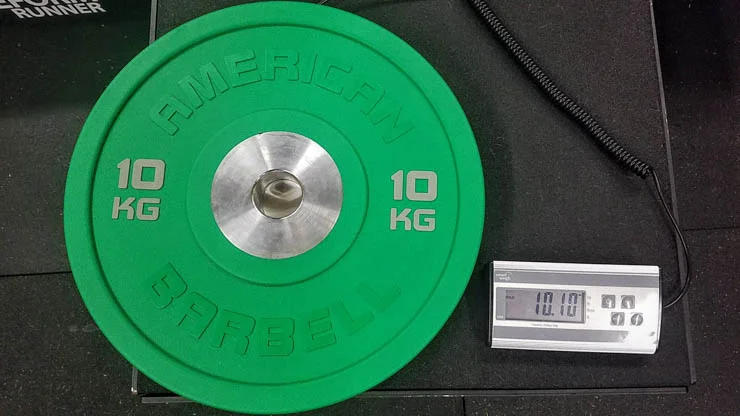 RUNNER
AMERICAN
10
KG
10
KG
BARBELL
10.10